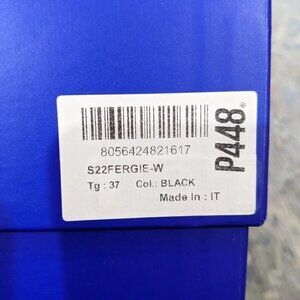 8056424821617
S22FERGIE-W
Tg : 37 Col.: BLACK
Made In : IT
P448®